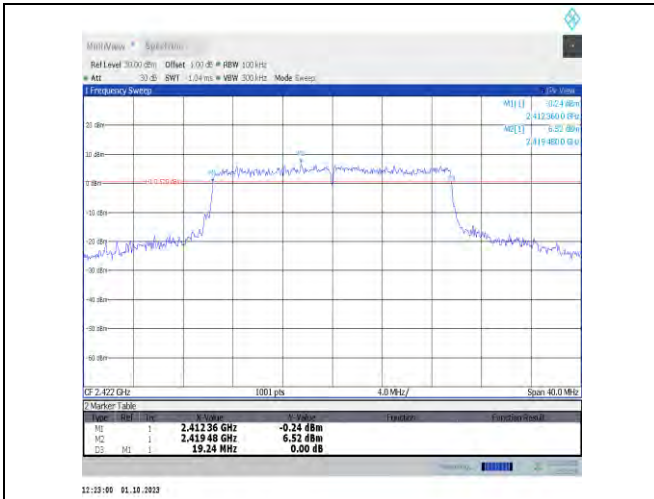 MultiView Spectrum
Ref Level 30.00 dBm Offset 1.00 dB RBW 100 kHz
Att 30 dB SWT 1.04 ms VBW 300 kHz Mode Sweep
1 Frequency Sweep
M1[1] -0.24 dBm
2.412360 0 GHz
M2[1] 6.52 dBm
2.419480 0 GHz
20 dBm
10 dBm
0 dBm
-10 dBm
-20 dBm
-30 dBm
-40 dBm
-50 dBm
-60 dBm
CF 2.422 GHz 1001 pts 4.0 MHz/ Span 40.0 MHz
2 Marker Table
Type Ref Trc X-Value Y-Value Function Function Result
M1 1 2.412 36 GHz -0.24 dBm
M2 1 2.419 48 GHz 6.52 dBm
D3 M1 1 19.24 MHz 0.00 dB
12:23:00 01.10.2023